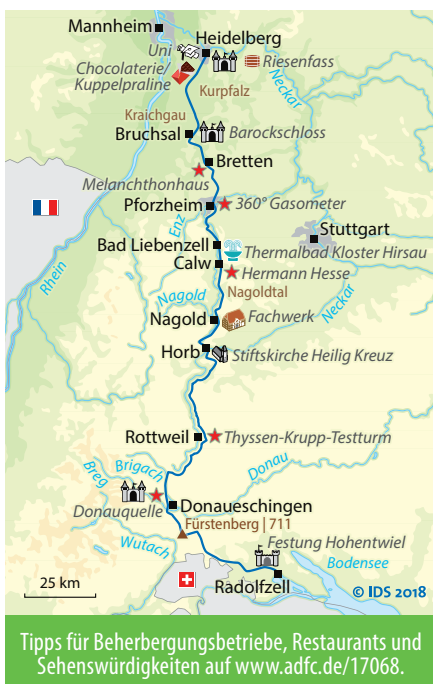 Mannheim
Heidelberg
Uni
Riesenfass
Chocolaterie/
Kuppelpraline
Neckar
Kurpfalz
Kraichgau
Bruchsal
Barockschloss
Bretten
Melanchthonhaus
Pforzheim
360° Gasometer
Enz
Stuttgart
Rhein
Bad Liebenzell
Thermalbad Kloster Hirsau
Calw
Hermann Hesse
Nagold
Nagoldtal
Neckar
Nagold
Fachwerk
Horb
Stiftskirche Heilig Kreuz
Rottweil
Thyssen-Krupp-Testturm
Donau
Breg
Brigach
Donauquelle
Donaueschingen
Fürstenberg | 711
Wutach
Festung Hohentwiel
Bodensee
25 km
Radolfzell
© IDS 2018
Tipps für Beherbergungsbetriebe, Restaurants und
Sehenswürdigkeiten auf www.adfc.de/17068.